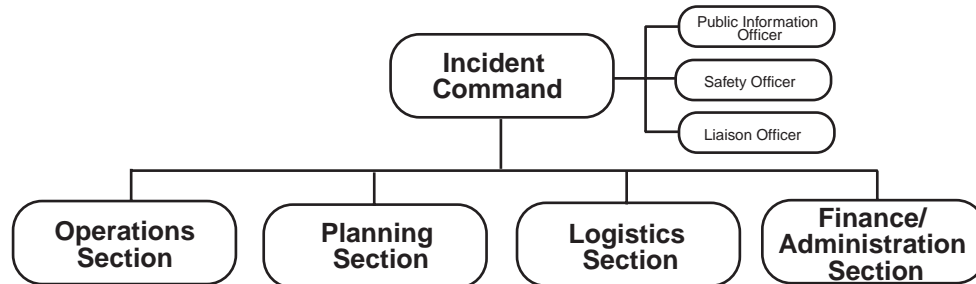 Public Information
Officer
Incident
Command
Safety Officer
Liaison Officer
Operations
Section
Planning
Section
Logistics
Section
Finance/
Administration
Section